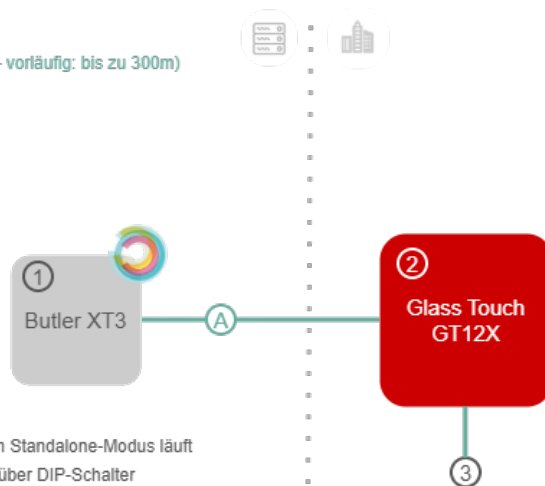 - vorläufig: bis zu 300m)
1
Butler XT3
A
2
Glass Touch
GT12X
Standalone-Modus läuft
über DIP-Schalter
3